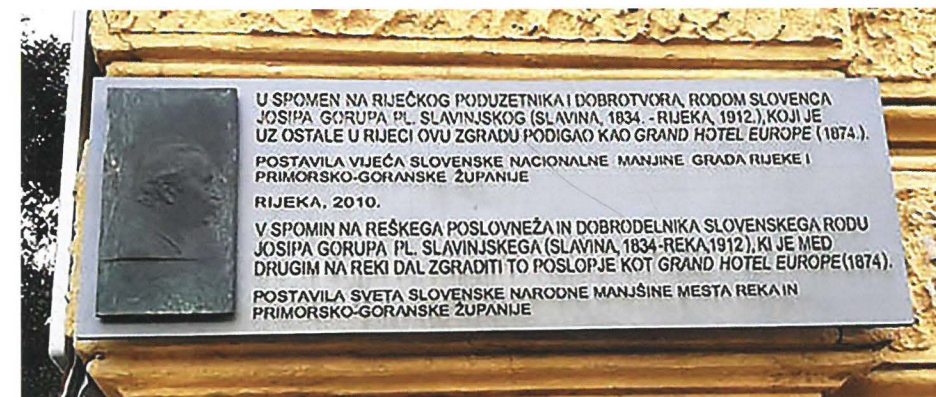 U SPOMEN NA RIJEČKOG PODUZETNIKA I DOBROTVORA, RODOM SLOVENCA
JOSIPA GORUPA PL. SLAVINJSKOG (SLAVINA, 1834. - RIJEKA, 1912.), KOJI JE
UZ OSTALE U RIJECI OVU ZGRADU PODIGAO KAO GRAND HOTEL EUROPE (1874.).
POSTAVILA VIJEĆA SLOVENSKE NACIONALNE MANJINE GRADA RIJEKE I
PRIMORSKO-GORANSKE ŽUPANIJE
RIJEKA, 2010.
V SPOMIN NA REŠKEGA POSLOVNEŽA IN DOBRODELNIKA SLOVENSKEGA RODU
JOSIPA GORUPA PL. SLAVINJSKEGA (SLAVINA, 1834-REKA,1912), KI JE MED
DRUGIM NA REKI DAL ZGRADITI TO POSLOPJE KOT GRAND HOTEL EUROPE(1874).
POSTAVILA SVETA SLOVENSKE NARODNE MANJŠINE MESTA REKA IN
PRIMORSKO-GORANSKE ŽUPANIJE